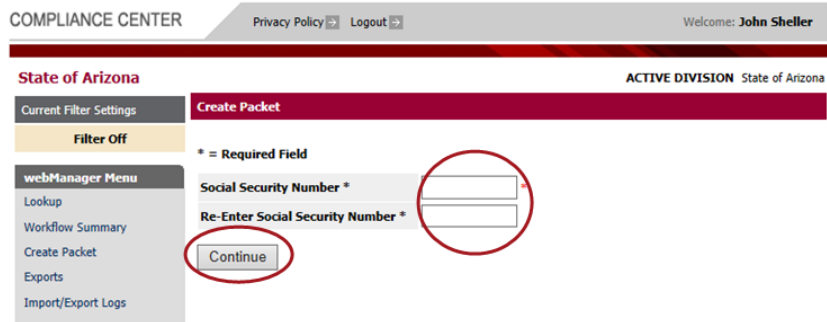 COMPLIANCE CENTER
Privacy Policy Logout
Welcome: John Sheller
State of Arizona
ACTIVE DIVISION State of Arizona
Current Filter Settings
Filter Off
webManager Menu
Lookup
Workflow Summary
Create Packet
Exports
Import/Export Logs
Create Packet
* = Required Field
Social Security Number * *
Re-Enter Social Security Number *
Continue